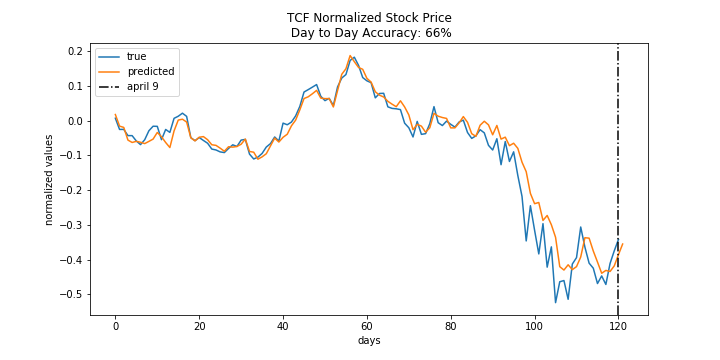 TCF Normalized Stock Price
Day to Day Accuracy: 66%
true
predicted
april 9
normalized values
0.2
0.1
0.0
−0.1
−0.2
−0.3
−0.4
−0.5
0
20
40
60
80
100
120
days